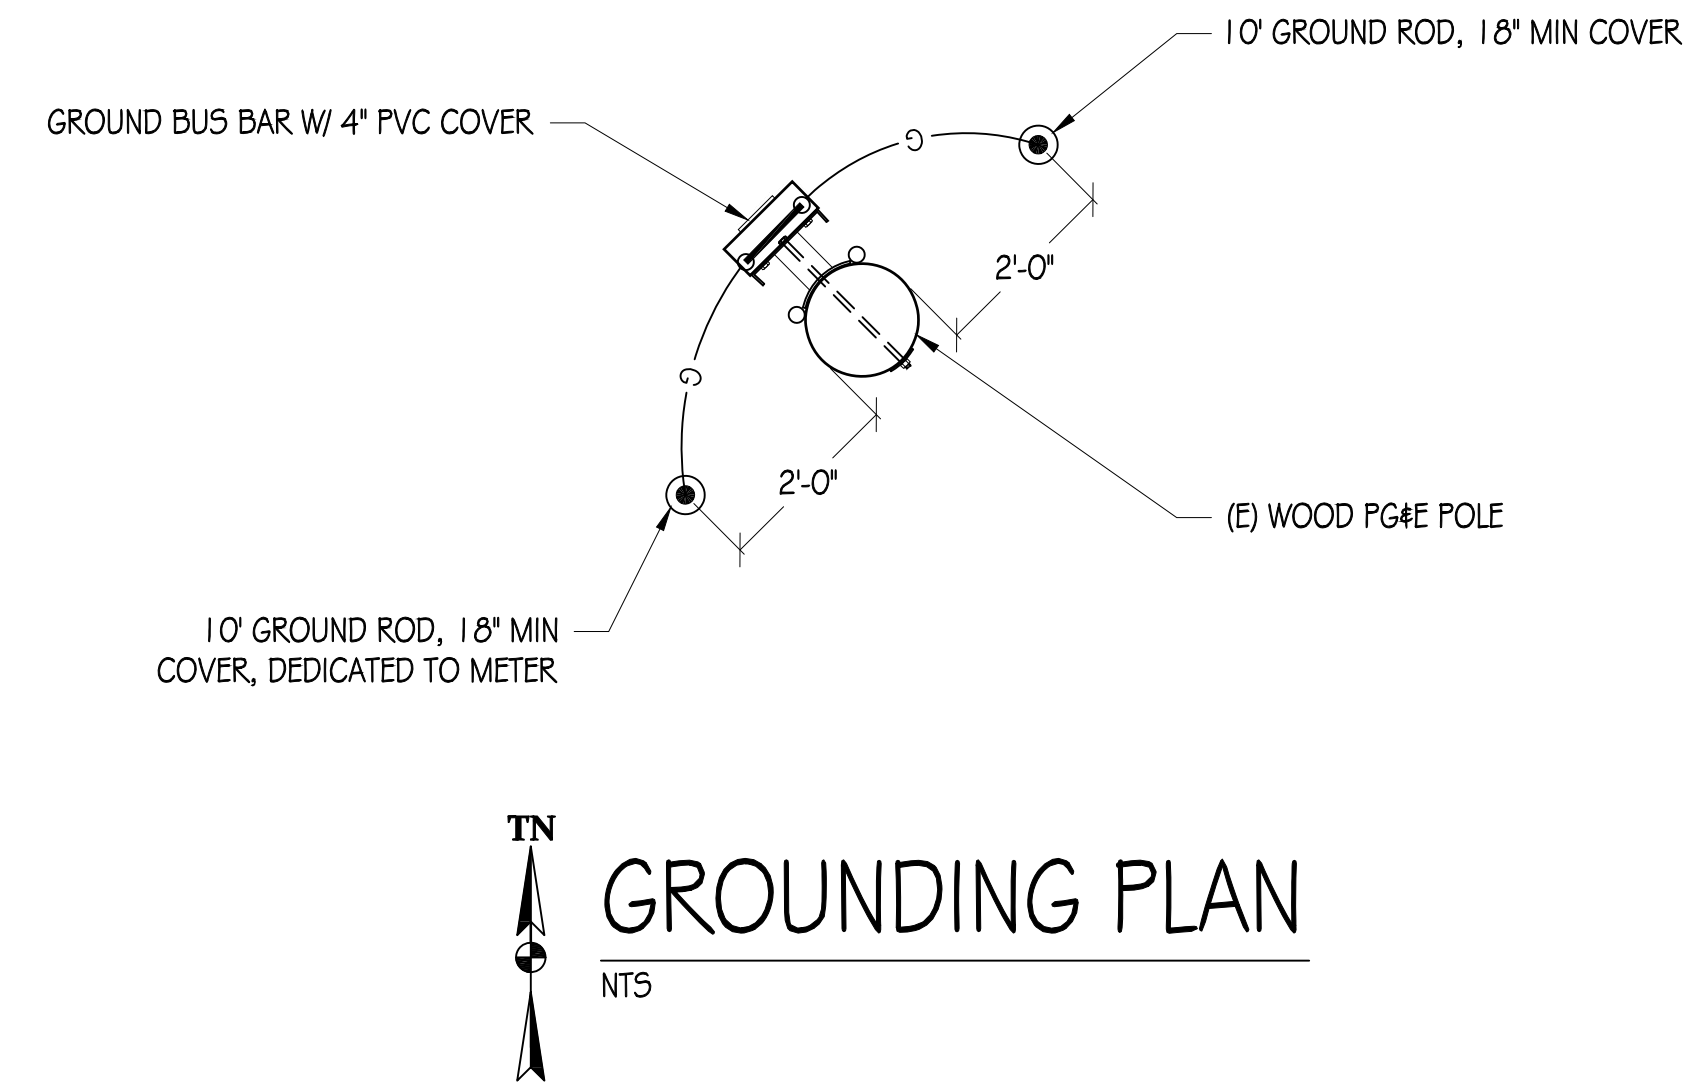 10' GROUND ROD, 18" MIN COVER
GROUND BUS BAR W/ 4" PVC COVER
G
2'-0"
G
2'-0"
(E) WOOD PG&E POLE
10' GROUND ROD, 18" MIN
COVER, DEDICATED TO METER
TN
GROUNDING PLAN
NTS